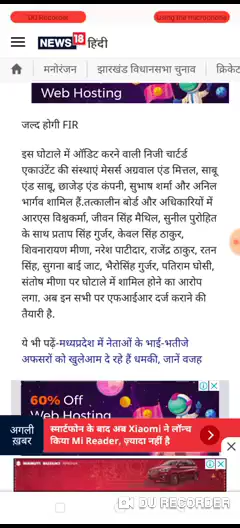 DU Recorder
Using the microphone
NEWS18 हिंदी
मनोरंजन
झारखंड विधानसभा चुनाव
क्रिकेट
Web Hosting
जल्द होगी FIR
इस घोटाले में ऑडिट करने वाली निजी चार्टर्ड
एकाउंटेंट की संस्थाएं मेसर्स अग्रवाल एंड मित्तल, साबू
एंड साबू, छाजेड़ एंड कंपनी, सुभाष शर्मा और अनिल
भार्गव शामिल हैं.तत्कालीन बोर्ड और अधिकारियों में
आरएस विश्वकर्मा, जीवन सिंह मैथिल, सुनील पुरोहित
के साथ प्रताप सिंह गुर्जर, केवल सिंह ठाकुर,
शिवनारायण मीणा, नरेश पाटीदार, राजेंद्र ठाकुर, रतन
सिंह, सुगना बाई जाट, भैरोसिंह गुर्जर, पतिराम घोसी,
संतोष मीणा पर घोटाले में शामिल होने का आरोप
लगा. अब इन सभी पर एफआईआर दर्ज कराने की
तैयारी है.
ये भी पढ़ें-मध्यप्रदेश में नेताओं के भाई-भतीजे
अफसरों को खुलेआम दे रहे हैं धमकी, जानें वजह
60% Off
Web Hosting
अगली
ख़बर
स्मार्टफोन के बाद अब Xiaomi ने लॉन्च
किया Mi Reader, ज़्यादा नहीं है
MARUTI SUZUKI
DU RECORDER